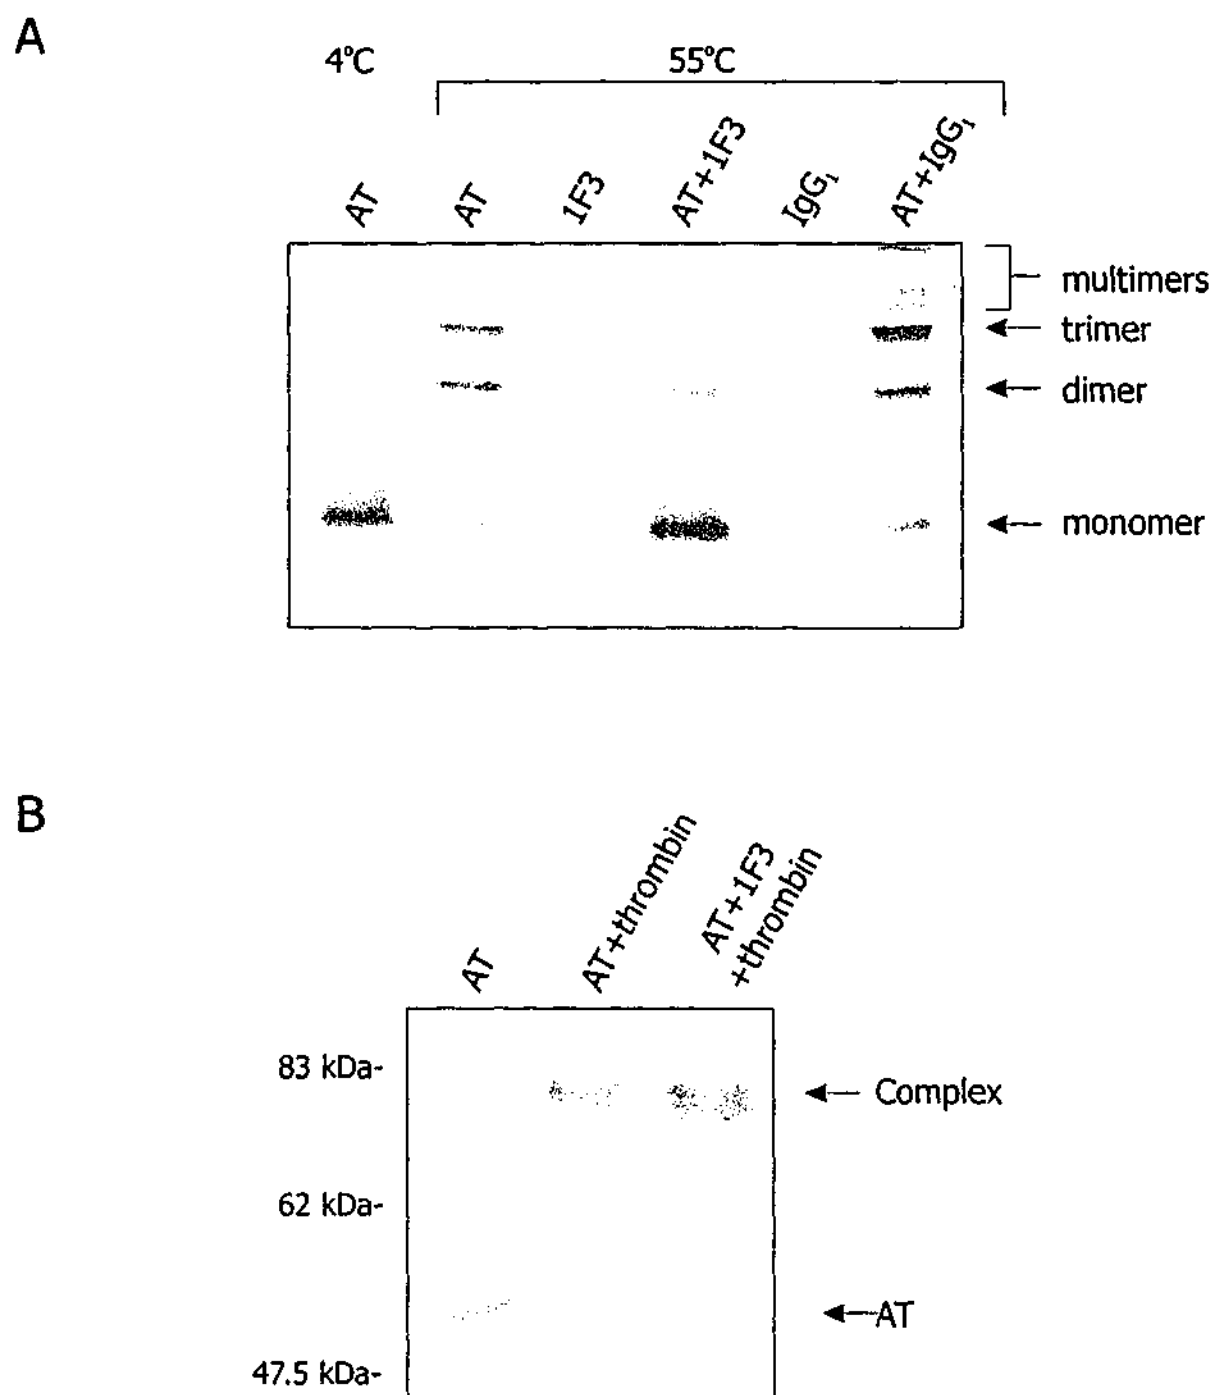 A
4°C 55°C
AT AT 1F3 AT+1F3 IgG₁ AT+IgG₁
multimers
trimer
dimer
monomer
B
AT AT+thrombin AT+1F3
+thrombin
83 kDa-
Complex
62 kDa-
AT
47.5 kDa-